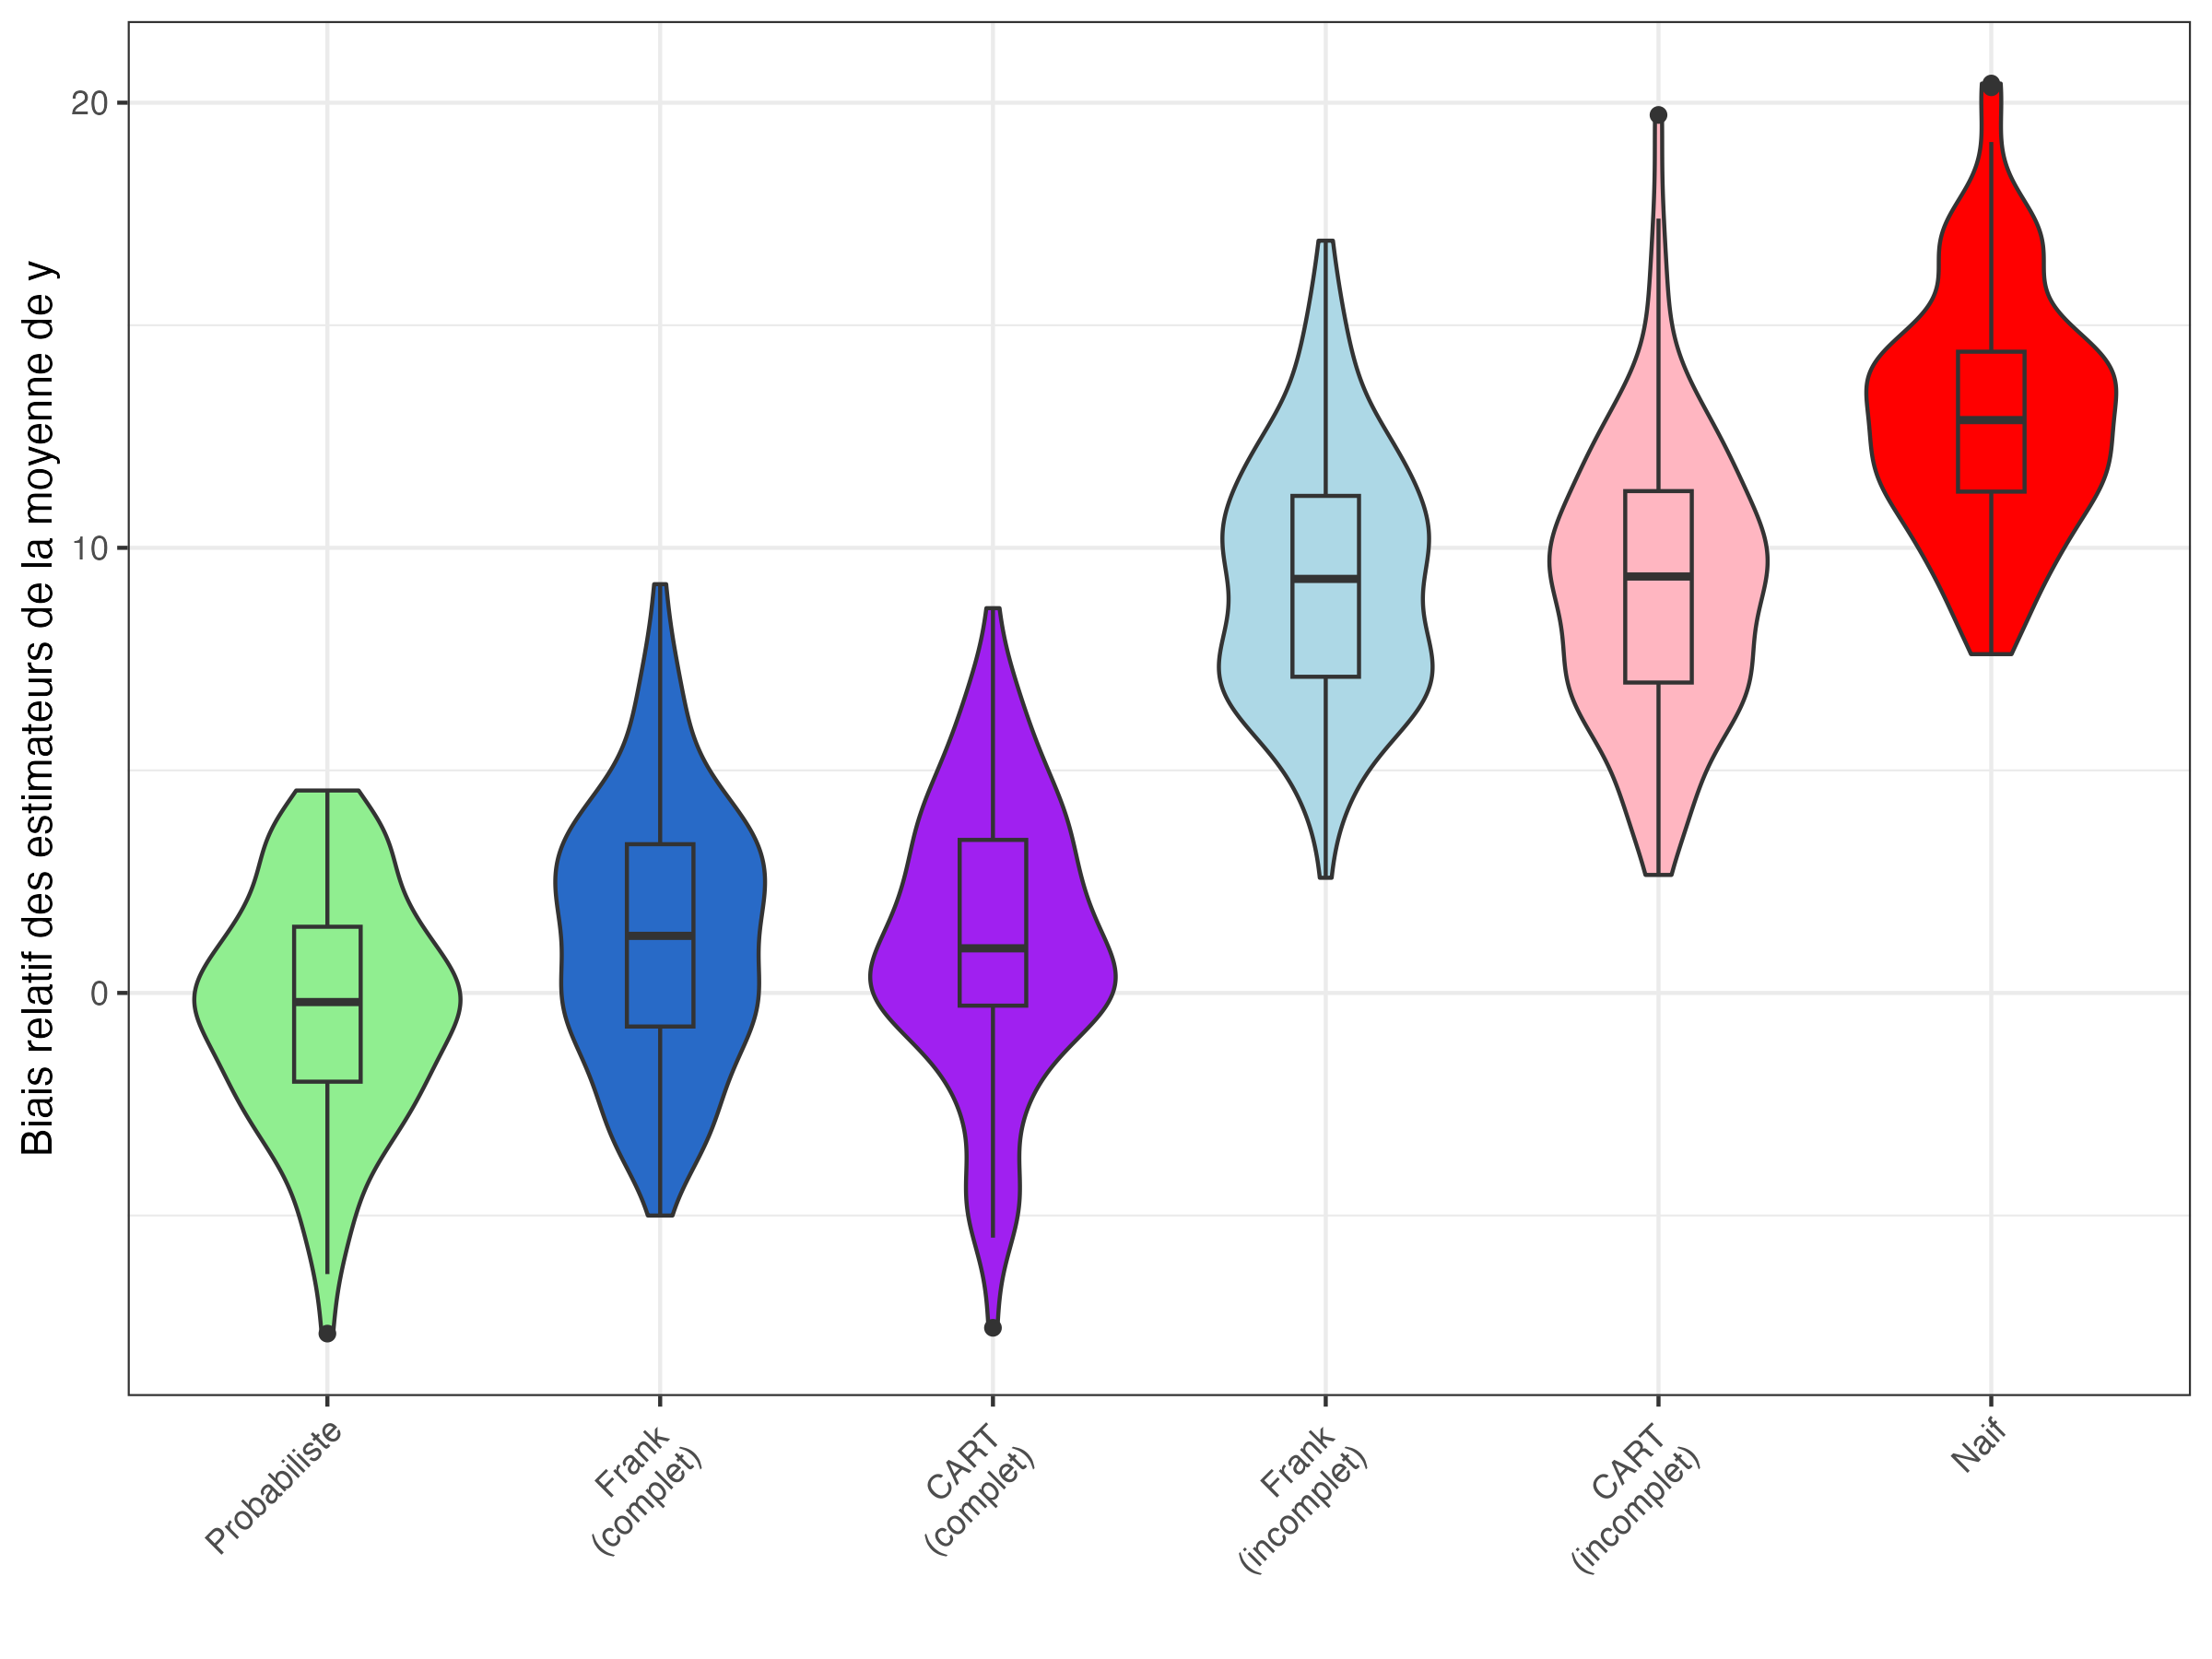 Biais relatif des estimateurs de la moyenne de y
20
10
0
Probabiliste
Frank
(complet)
CART
(complet)
Frank
(incomplet)
CART
(incomplet)
Naif